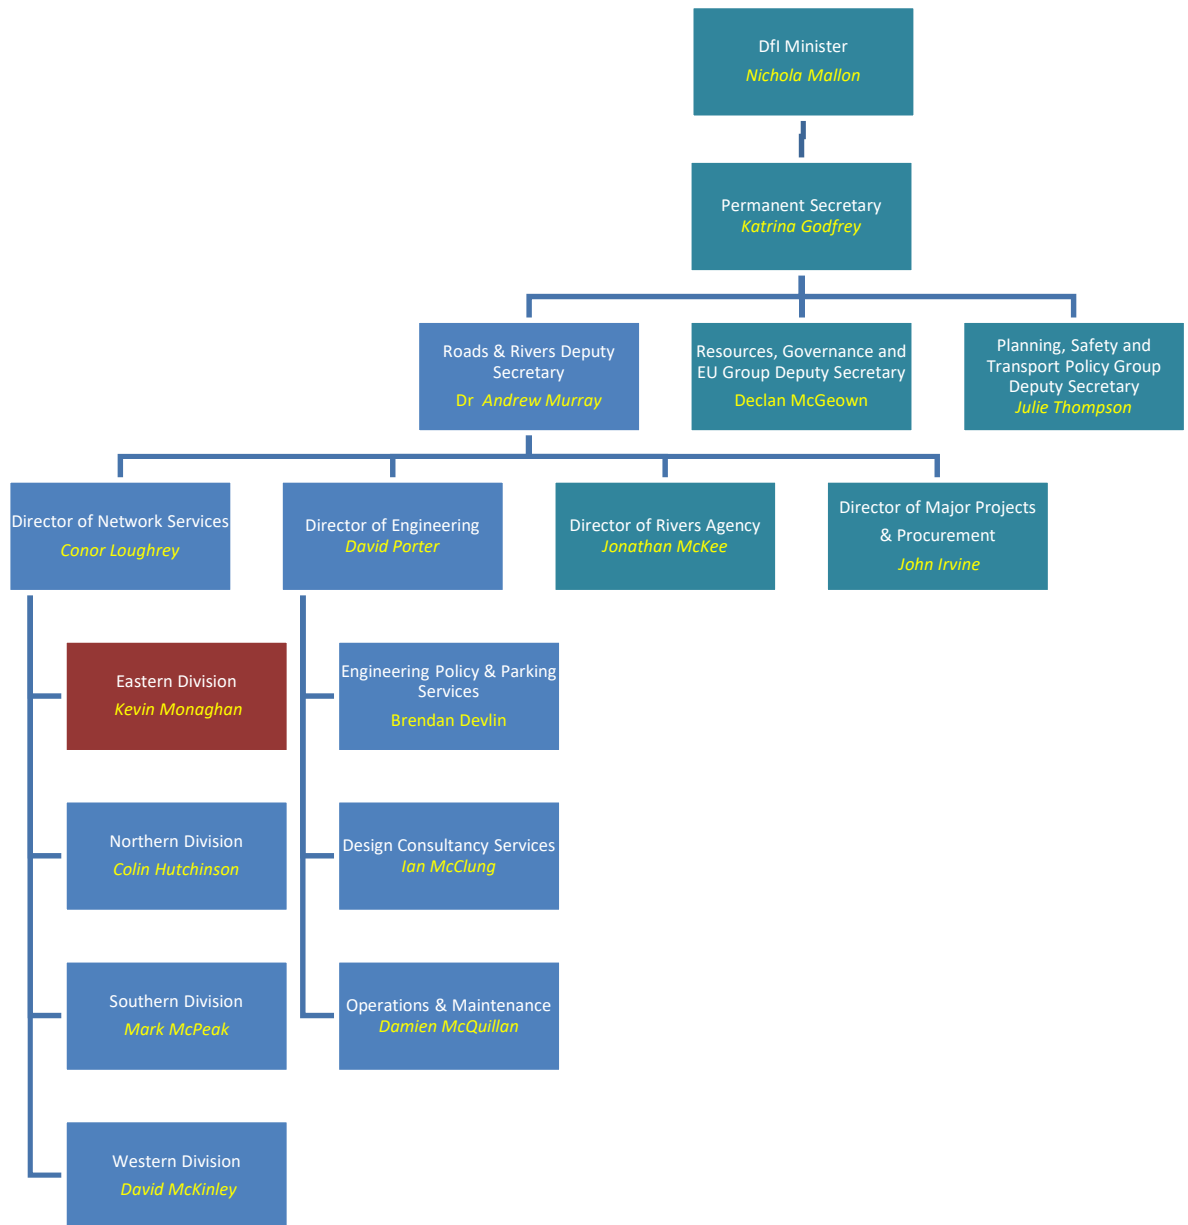 DfI Minister
Nichola Mallon
Permanent Secretary
Katrina Godfrey
Roads & Rivers Deputy
Secretary
Dr Andrew Murray
Resources, Governance and
EU Group Deputy Secretary
Declan McGeown
Planning, Safety and
Transport Policy Group
Deputy Secretary
Julie Thompson
Director of Network Services
Conor Loughrey
Director of Engineering
David Porter
Director of Rivers Agency
Jonathan McKee
Director of Major Projects
& Procurement
John Irvine
Eastern Division
Kevin Monaghan
Engineering Policy & Parking
Services
Brendan Devlin
Northern Division
Colin Hutchinson
Design Consultancy Services
Ian McClung
Southern Division
Mark McPeak
Operations & Maintenance
Damien McQuillan
Western Division
David McKinley